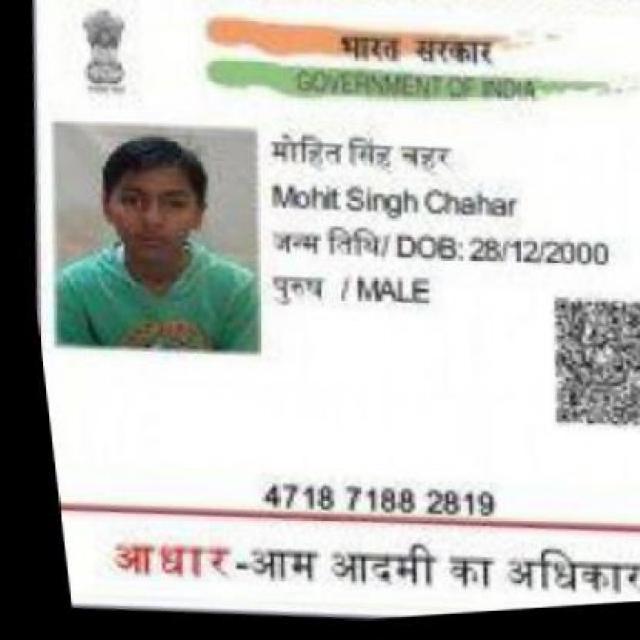 भारत सरकार
GOVERNMENT OF INDIA
मोहित सिंह चहर
Mohit Singh Chahar
जन्म तिथि/ DOB: 28/12/2000
पुरुष / MALE
4718 7188 2819
आधार-आम आदमी का अधिकार